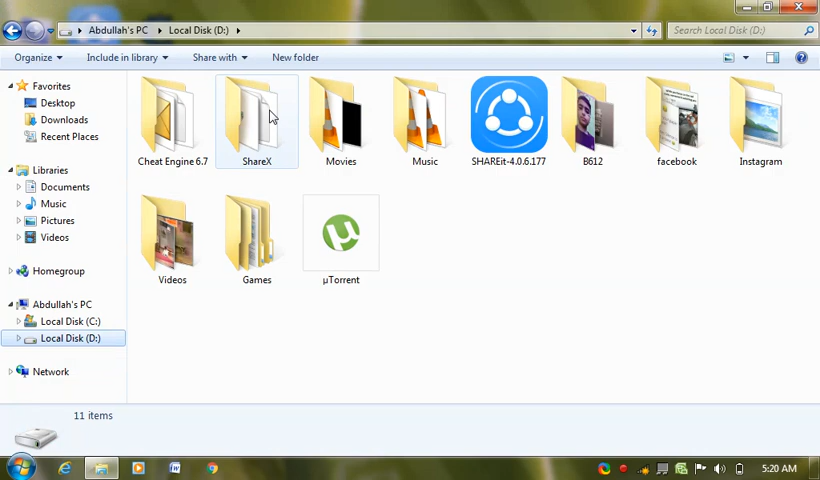 Abdullah's PC Local Disk (D:)
Search Local Disk (D:)
Organize Include in library Share with New folder
Favorites
Desktop
Downloads
Recent Places
Libraries
Documents
Music
Pictures
Videos
Homegroup
Abdullah's PC
Local Disk (C:)
Local Disk (D:)
Network
Cheat Engine 6.7 ShareX Movies Music SHAREit-4.0.6.177 B612 facebook Instagram
Videos Games µTorrent
11 items
5:20 AM